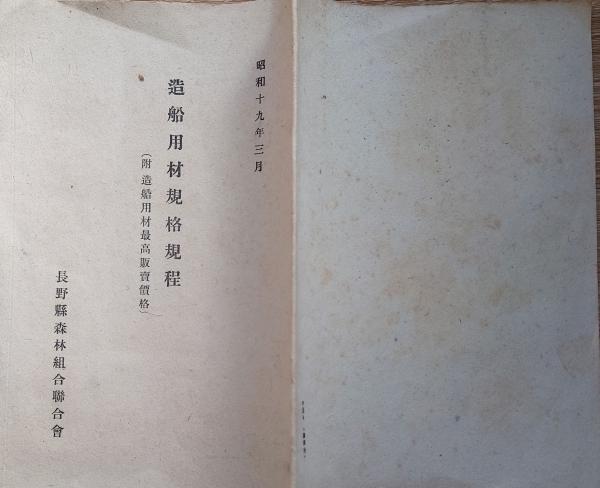 昭和十九年三月
造船用材規格規程
(附 造船用材最高販賣價格)
長野縣森林組合聯合會